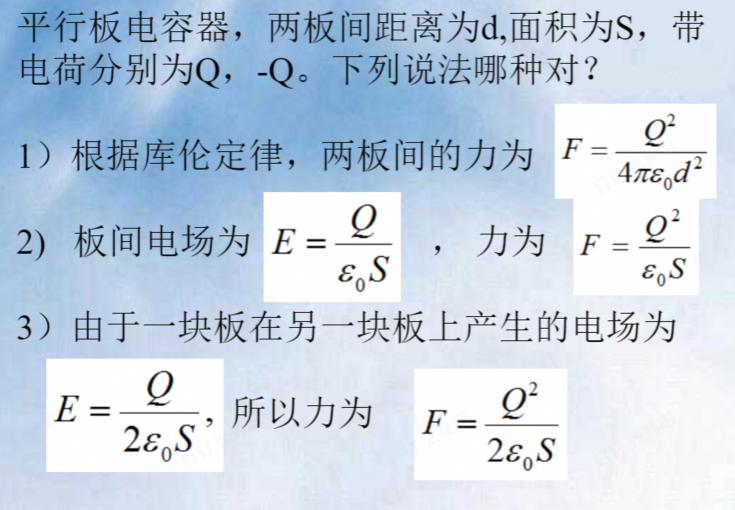 平行板电容器，两板间距离为d,面积为S，带
电荷分别为Q，-Q。下列说法哪种对？
1）根据库伦定律，两板间的力为 F = \frac{Q^2}{4\pi\varepsilon_0 d^2}
2) 板间电场为 E = \frac{Q}{\varepsilon_0 S} ，力为 F = \frac{Q^2}{\varepsilon_0 S}
3）由于一块板在另一块板上产生的电场为
E = \frac{Q}{2\varepsilon_0 S}, 所以力为 F = \frac{Q^2}{2\varepsilon_0 S}